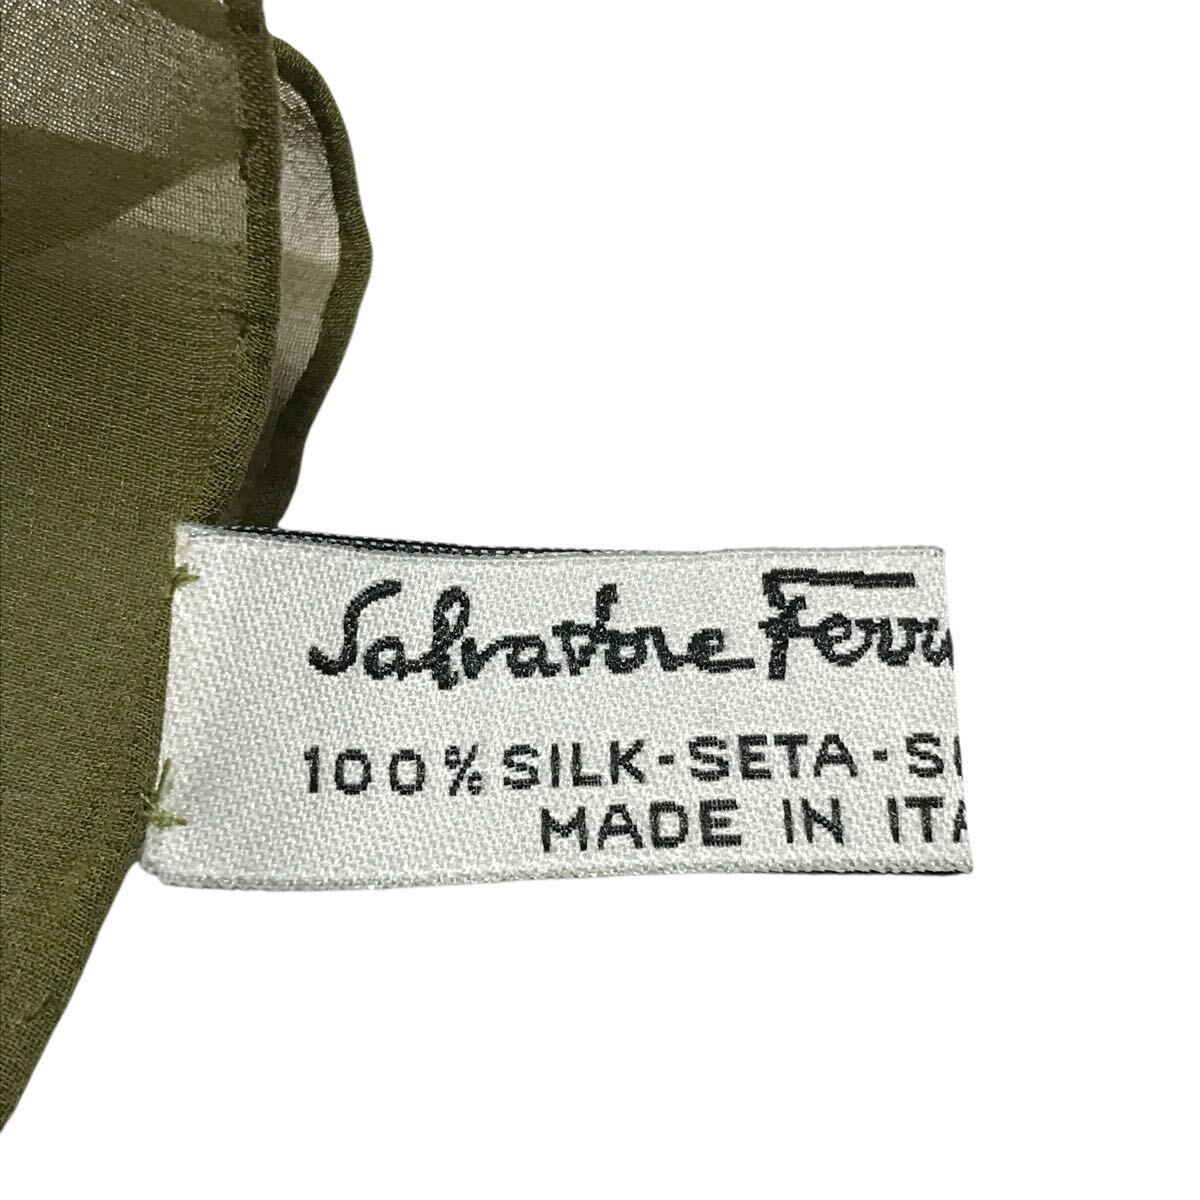 Salvatore Ferra
100% SILK-SETA-S
MADE IN ITA